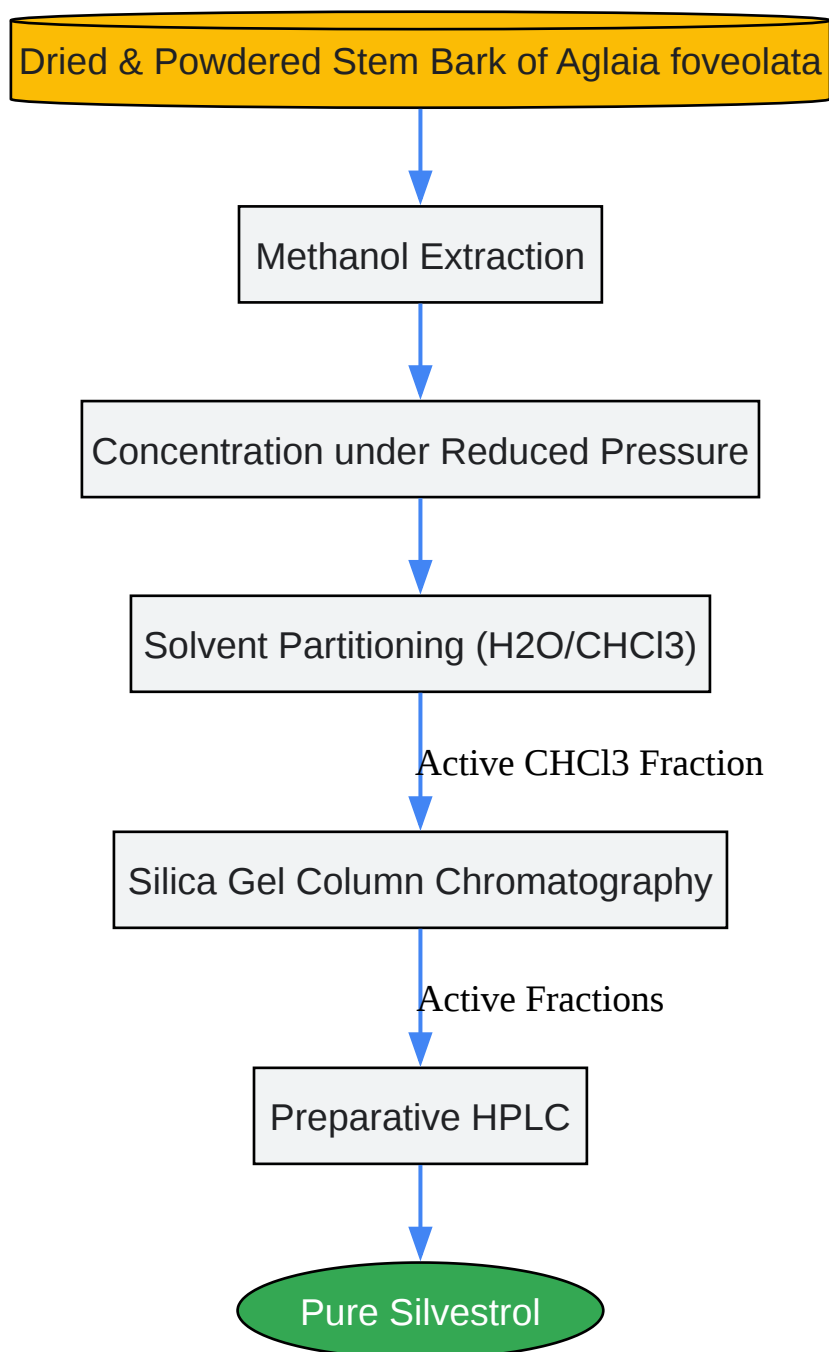 Dried & Powdered Stem Bark of Aglaia foveolata
Methanol Extraction
Concentration under Reduced Pressure
Solvent Partitioning (H2O/CHCl3)
Active CHCl3 Fraction
Silica Gel Column Chromatography
Active Fractions
Preparative HPLC
Pure Silvestrol